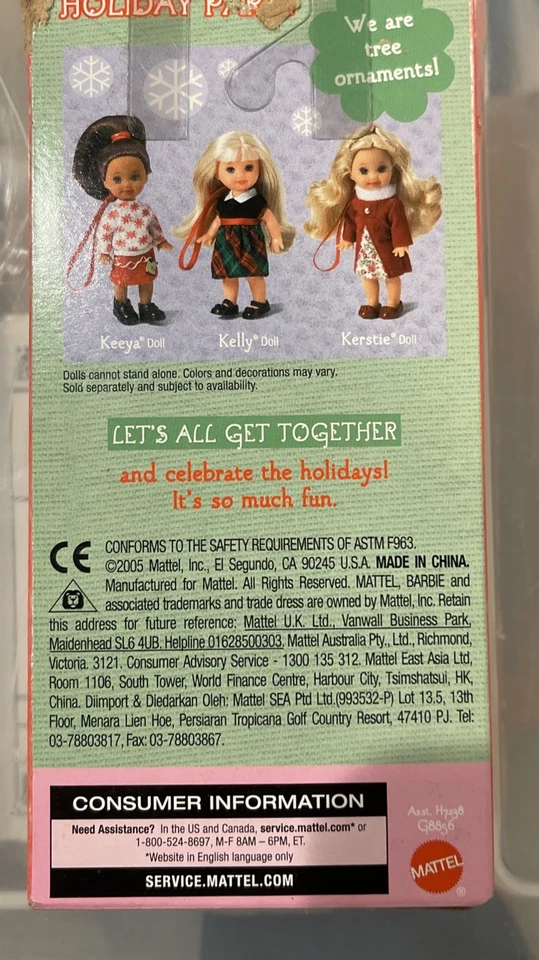 HOLIDAY
We are
tree
ornaments!
Keeya® Doll
Kelly® Doll
Kerstie® Doll
Dolls cannot stand alone. Colors and decorations may vary.
Sold separately and subject to availability.
LET'S ALL GET TOGETHER
and celebrate the holidays!
It's so much fun.
CE
CONFORMS TO THE SAFETY REQUIREMENTS OF ASTM F963.
©2005 Mattel, Inc., El Segundo, CA 90245 U.S.A. MADE IN CHINA.
Manufactured for Mattel. All Rights Reserved. MATTEL, BARBIE and
associated trademarks and trade dress are owned by Mattel, Inc. Retain
this address for future reference: Mattel U.K. Ltd., Vanwall Business Park,
Maidenhead SL6 4UB. Helpline 01628500303. Mattel Australia Pty., Ltd., Richmond,
Victoria. 3121. Consumer Advisory Service - 1300 135 312. Mattel East Asia Ltd,
Room 1106, South Tower, World Finance Centre, Harbour City, Tsimshatsui, HK,
China. Diimport & Diedarkan Oleh: Mattel SEA Ptd Ltd.(993532-P) Lot 13.5, 13th
Floor, Menara Lien Hoe, Persiaran Tropicana Golf Country Resort, 47410 PJ. Tel:
03-78803817, Fax: 03-78803867.
CONSUMER INFORMATION
Need Assistance? In the US and Canada, service.mattel.com* or
1-800-524-8697, M-F 8AM – 6PM, ET.
*Website in English language only
SERVICE.MATTEL.COM
Asst. H7298
G8856
MATTEL®